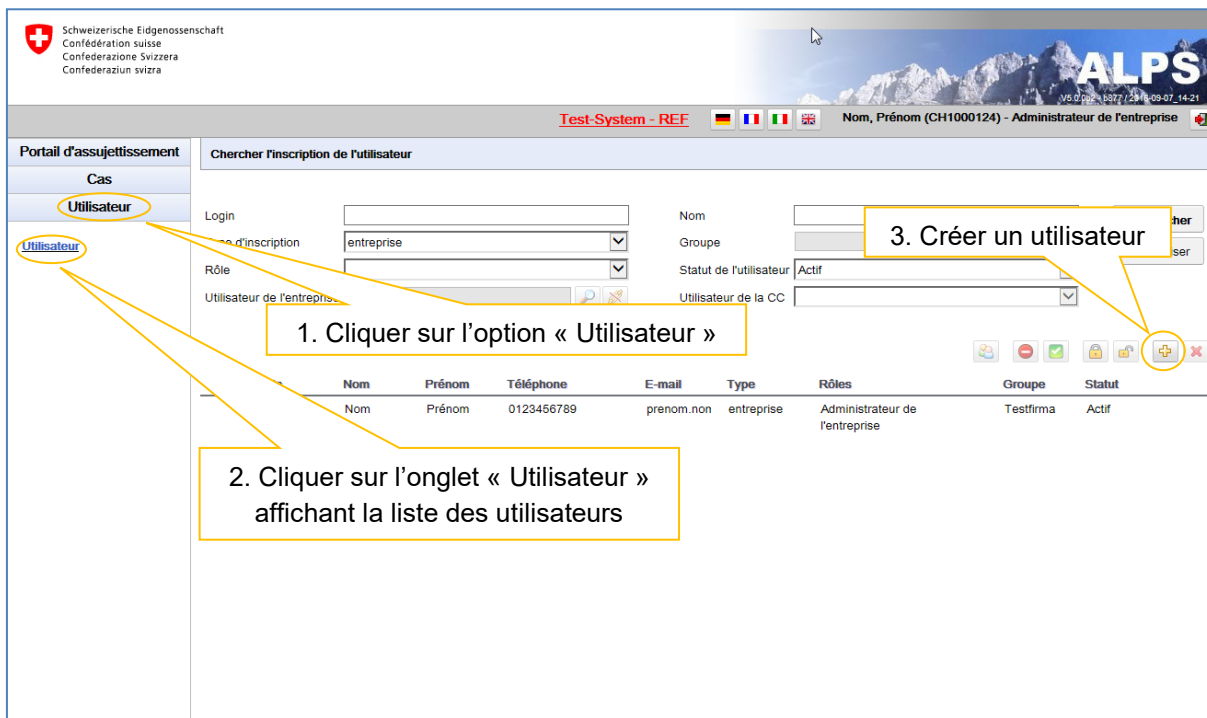 Schweizerische Eidgenossenschaft
Confédération suisse
Confederazione Svizzera
Confederaziun svizra
ALPS
Test-System - REF
Nom, Prénom (CH1000124) - Administrateur de l'entreprise
Portail d'assujettissement
Chercher l'inscription de l'utilisateur
Cas
Utilisateur
Utilisateur
Login
Nom
d'inscription
entreprise
Groupe
Rôle
Statut de l'utilisateur
Actif
Utilisateur de l'entreprise
Utilisateur de la CC
3. Créer un utilisateur
1. Cliquer sur l'option « Utilisateur »
Nom Prénom Téléphone E-mail Type Rôles Groupe Statut
Nom Prénom 0123456789 prenom.non entreprise Administrateur de Testfirma Actif
l'entreprise
2. Cliquer sur l'onglet « Utilisateur »
affichant la liste des utilisateurs